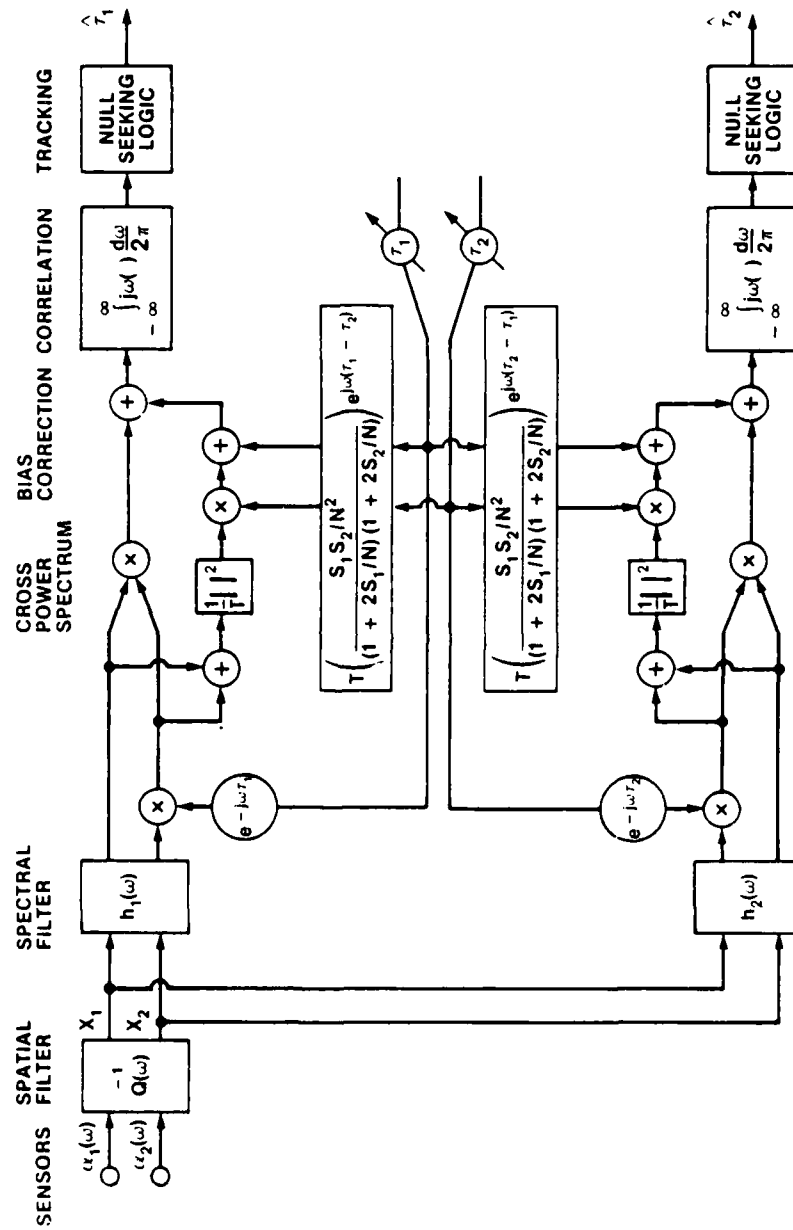 SENSORS
SPATIAL
FILTER
SPECTRAL
FILTER
CROSS
POWER
SPECTRUM
BIAS
CORRECTION
CORRELATION
TRACKING
α₁(ω)
α₂(ω)
Q(ω)⁻¹
X₁
X₂
h₁(ω)
e⁻ʲωτ₁
×
×
+
1/T | |²
×
+
+
∫ jω( ) dω/2π
∞
-∞
NULL
SEEKING
LOGIC
τ̂₁
T( S₁S₂/N² / (1 + 2S₁/N) (1 + 2S₂/N) ) e^jω(τ₁ - τ₂)
τ₁
τ₂
T( S₁S₂/N² / (1 + 2S₁/N) (1 + 2S₂/N) ) e^jω(τ₂ - τ₁)
h₂(ω)
e⁻ʲωτ₂
×
×
+
1/T | |²
×
+
+
∫ jω( ) dω/2π
∞
-∞
NULL
SEEKING
LOGIC
τ̂₂